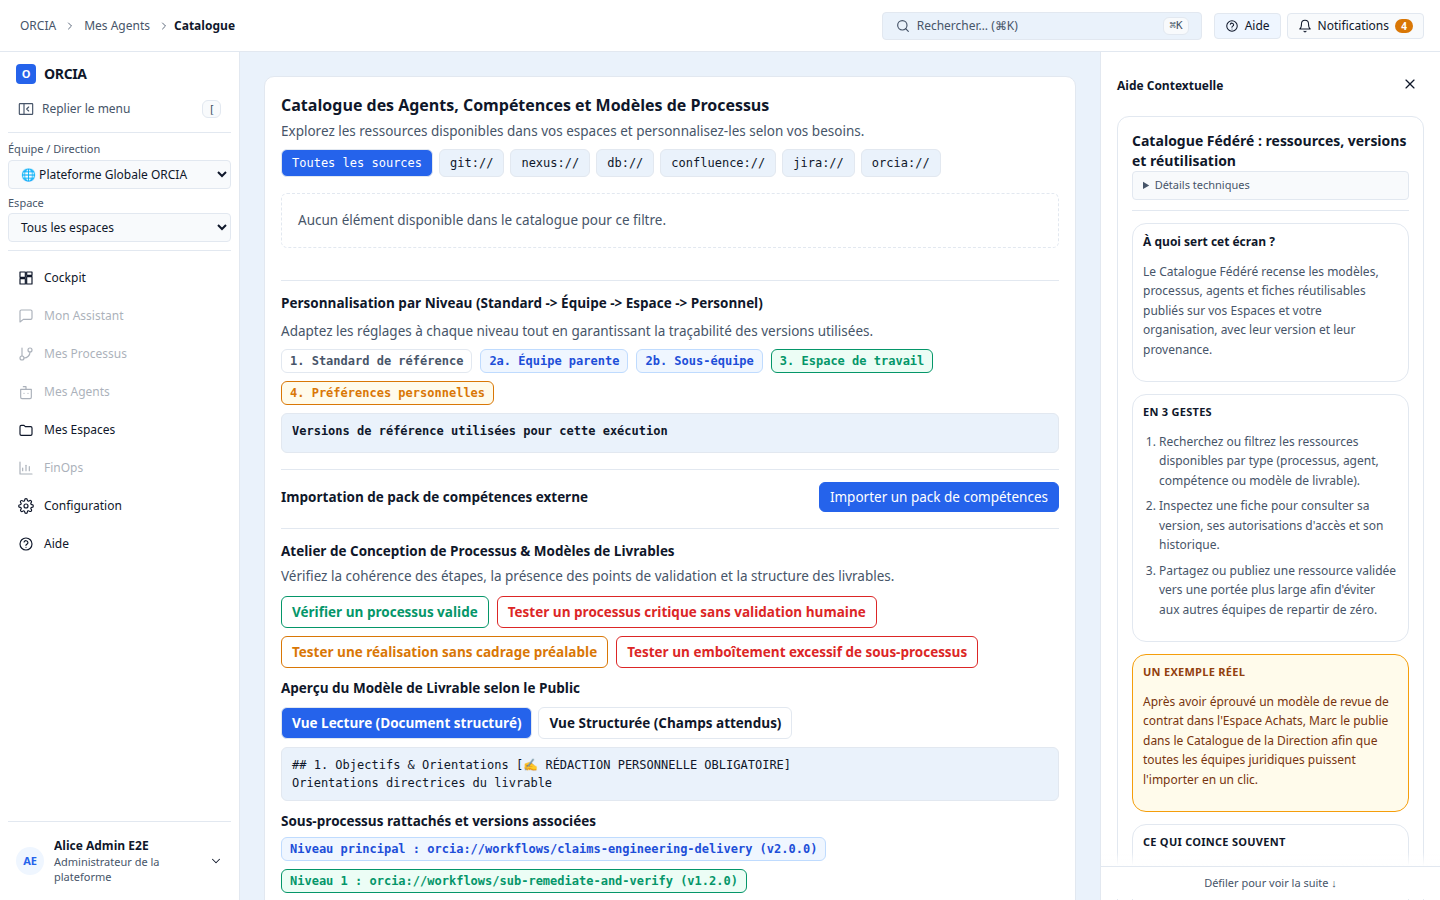 ORCIA > Mes Agents > Catalogue
Rechercher... (⌘K)
⌘K
Aide
Notifications 4
O ORCIA
Replier le menu [
Équipe / Direction
🌐 Plateforme Globale ORCIA
Espace
Tous les espaces
Cockpit
Mon Assistant
Mes Processus
Mes Agents
Mes Espaces
FinOps
Configuration
Aide
AE
Alice Admin E2E
Administrateur de la
plateforme
Catalogue des Agents, Compétences et Modèles de Processus
Explorez les ressources disponibles dans vos espaces et personnalisez-les selon vos besoins.
Toutes les sources git:// nexus:// db:// confluence:// jira:// orcia://
Aucun élément disponible dans le catalogue pour ce filtre.
Personnalisation par Niveau (Standard -> Équipe -> Espace -> Personnel)
Adaptez les réglages à chaque niveau tout en garantissant la traçabilité des versions utilisées.
1. Standard de référence 2a. Équipe parente 2b. Sous-équipe 3. Espace de travail
4. Préférences personnelles
Versions de référence utilisées pour cette exécution
Importation de pack de compétences externe
Importer un pack de compétences
Atelier de Conception de Processus & Modèles de Livrables
Vérifiez la cohérence des étapes, la présence des points de validation et la structure des livrables.
Vérifier un processus valide Tester un processus critique sans validation humaine
Tester une réalisation sans cadrage préalable Tester un emboîtement excessif de sous-processus
Aperçu du Modèle de Livrable selon le Public
Vue Lecture (Document structuré) Vue Structurée (Champs attendus)
## 1. Objectifs & Orientations [✍ RÉDACTION PERSONNELLE OBLIGATOIRE]
Orientations directrices du livrable
Sous-processus rattachés et versions associées
Niveau principal : orcia://workflows/claims-engineering-delivery (v2.0.0)
Niveau 1 : orcia://workflows/sub-remediate-and-verify (v1.2.0)
Aide Contextuelle
Catalogue Fédéré : ressources, versions
et réutilisation
▶ Détails techniques
À quoi sert cet écran ?
Le Catalogue Fédéré recense les modèles,
processus, agents et fiches réutilisables
publiés sur vos Espaces et votre
organisation, avec leur version et leur
provenance.
EN 3 GESTES
1. Recherchez ou filtrez les ressources
disponibles par type (processus, agent,
compétence ou modèle de livrable).
2. Inspectez une fiche pour consulter sa
version, ses autorisations d'accès et son
historique.
3. Partagez ou publiez une ressource validée
vers une portée plus large afin d'éviter
aux autres équipes de repartir de zéro.
UN EXEMPLE RÉEL
Après avoir éprouvé un modèle de revue de
contrat dans l'Espace Achats, Marc le publie
dans le Catalogue de la Direction afin que
toutes les équipes juridiques puissent
l'importer en un clic.
CE QUI COINCE SOUVENT
Défiler pour voir la suite ↓